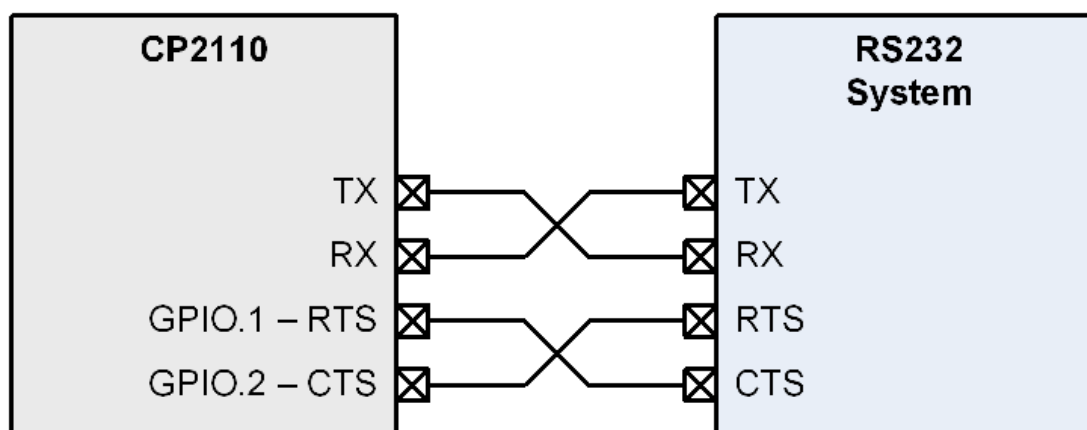 CP2110
RS232
System
TX
RX
GPIO.1 – RTS
GPIO.2 – CTS
TX
RX
RTS
CTS